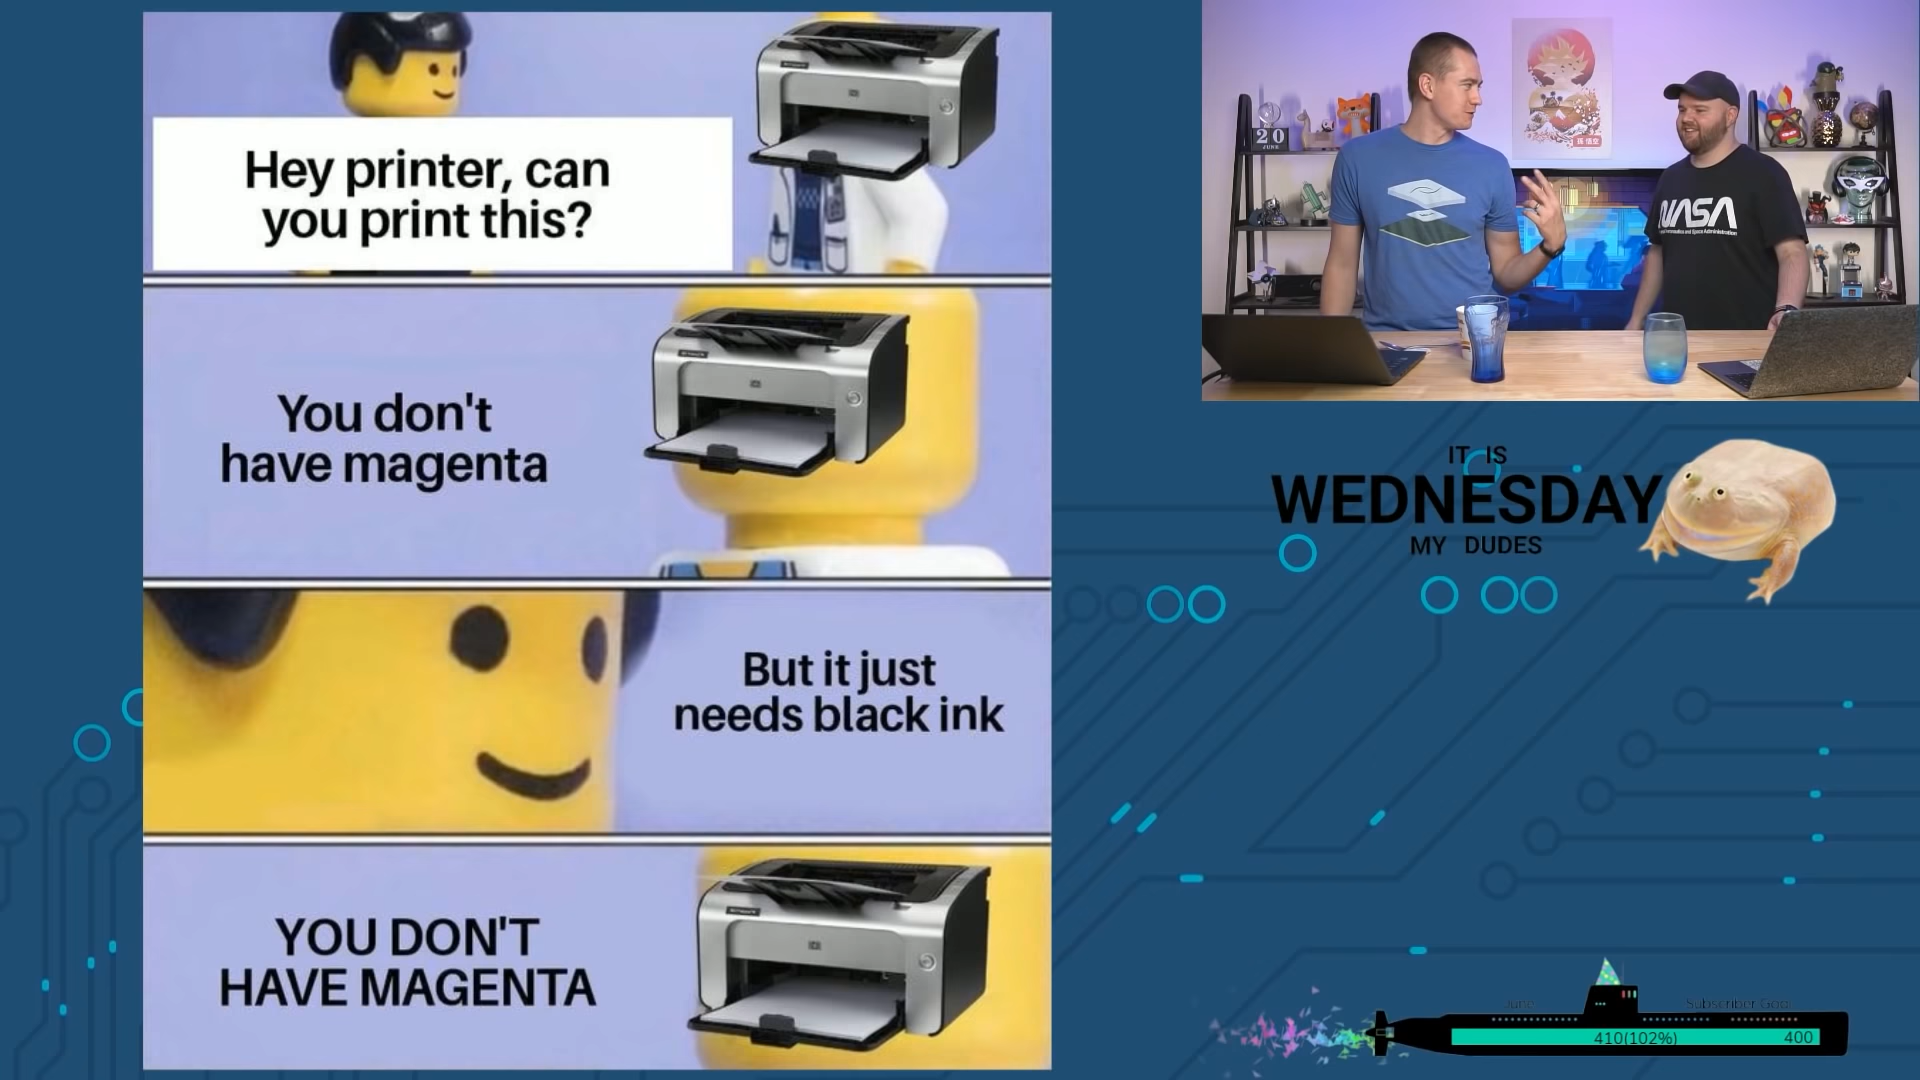 Hey printer, can
you print this?
You don't
have magenta
But it just
needs black ink
YOU DON'T
HAVE MAGENTA
20
JUNE
NASA
IT IS
WEDNESDAY
MY DUDES
June
Subscriber Goal
410(102%)
400